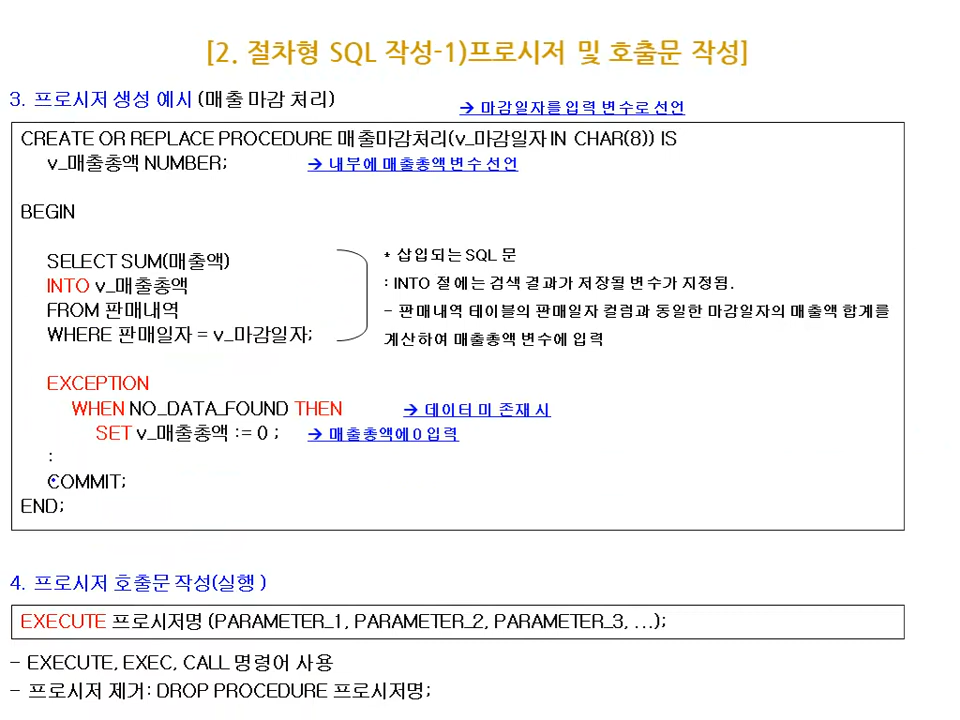 [2. 절차형 SQL 작성-1)프로시저 및 호출문 작성]
3. 프로시저 생성 예시 (매출 마감 처리)
→ 마감일자를 입력 변수로 선언
CREATE OR REPLACE PROCEDURE 매출마감처리(v_마감일자 IN CHAR(8)) IS
v_매출총액 NUMBER; → 내부에 매출총액 변수 선언
BEGIN
SELECT SUM(매출액)
INTO v_매출총액
FROM 판매내역
WHERE 판매일자 = v_마감일자;
* 삽입되는 SQL 문
: INTO 절에는 검색 결과가 저장될 변수가 지정됨.
- 판매내역 테이블의 판매일자 컬럼과 동일한 마감일자의 매출액 합계를
계산하여 매출총액 변수에 입력
EXCEPTION
WHEN NO_DATA_FOUND THEN → 데이터 미 존재 시
SET v_매출총액 := 0 ; → 매출총액에 0 입력
:
COMMIT;
END;
4. 프로시저 호출문 작성(실행 )
EXECUTE 프로시저명 (PARAMETER_1, PARAMETER_2, PARAMETER_3, ...);
- EXECUTE, EXEC, CALL 명령어 사용
- 프로시저 제거: DROP PROCEDURE 프로시저명;